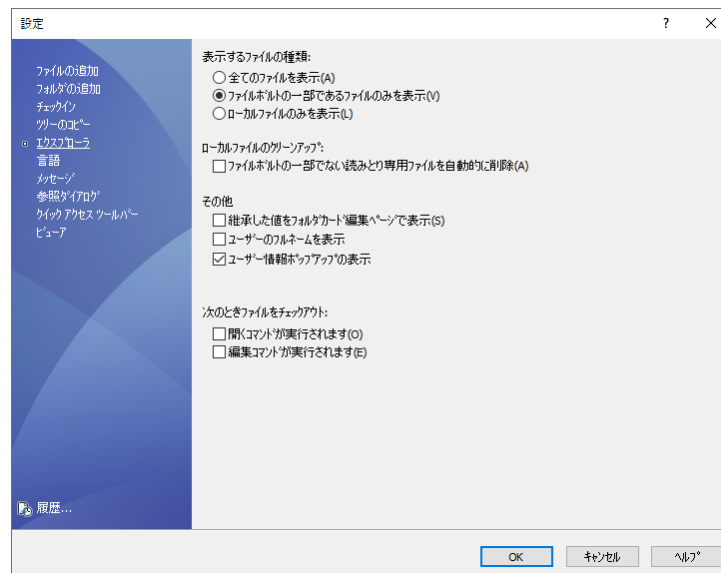 設定
?
ファイルの追加
フォルダの追加
チェックイン
ツリーのコピー
エクスプローラ
言語
メッセージ
参照ダイアログ
クイック アクセス ツールバー
ビューア
履歴...
表示するファイルの種類:
全てのファイルを表示(A)
ファイルボルトの一部であるファイルのみを表示(V)
ローカルファイルのみを表示(L)
ローカルファイルのクリーンアップ:
ファイルボルトの一部でない読みとり専用ファイルを自動的に削除(A)
その他
継承した値をフォルダカード編集ページで表示(S)
ユーザーのフルネームを表示
ユーザー情報ポップアップの表示
次のときファイルをチェックアウト:
開くコマンドが実行されます(O)
編集コマンドが実行されます(E)
OK
キャンセル
ヘルプ